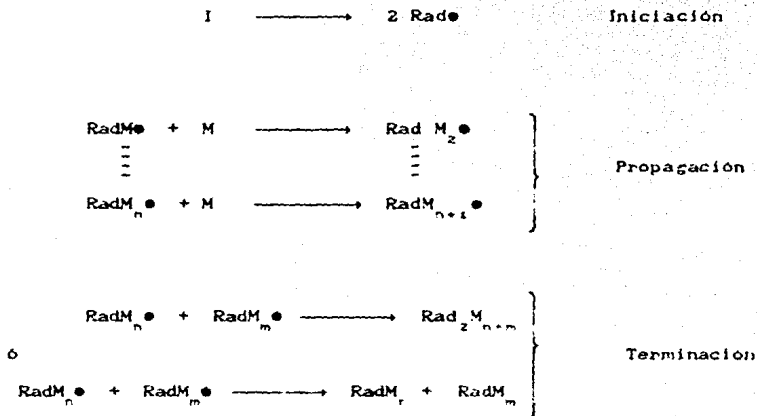 I ⟶ 2 Rad● Iniciación
RadM● + M ⟶ Rad M₂●
Propagación
RadMₙ● + M ⟶ RadMₙ₊₁●
RadMₙ● + RadMₘ● ⟶ Rad₂Mₙ₊ₘ
ó Terminación
RadMₙ● + RadMₘ● ⟶ RadMᵣ + RadMₘ